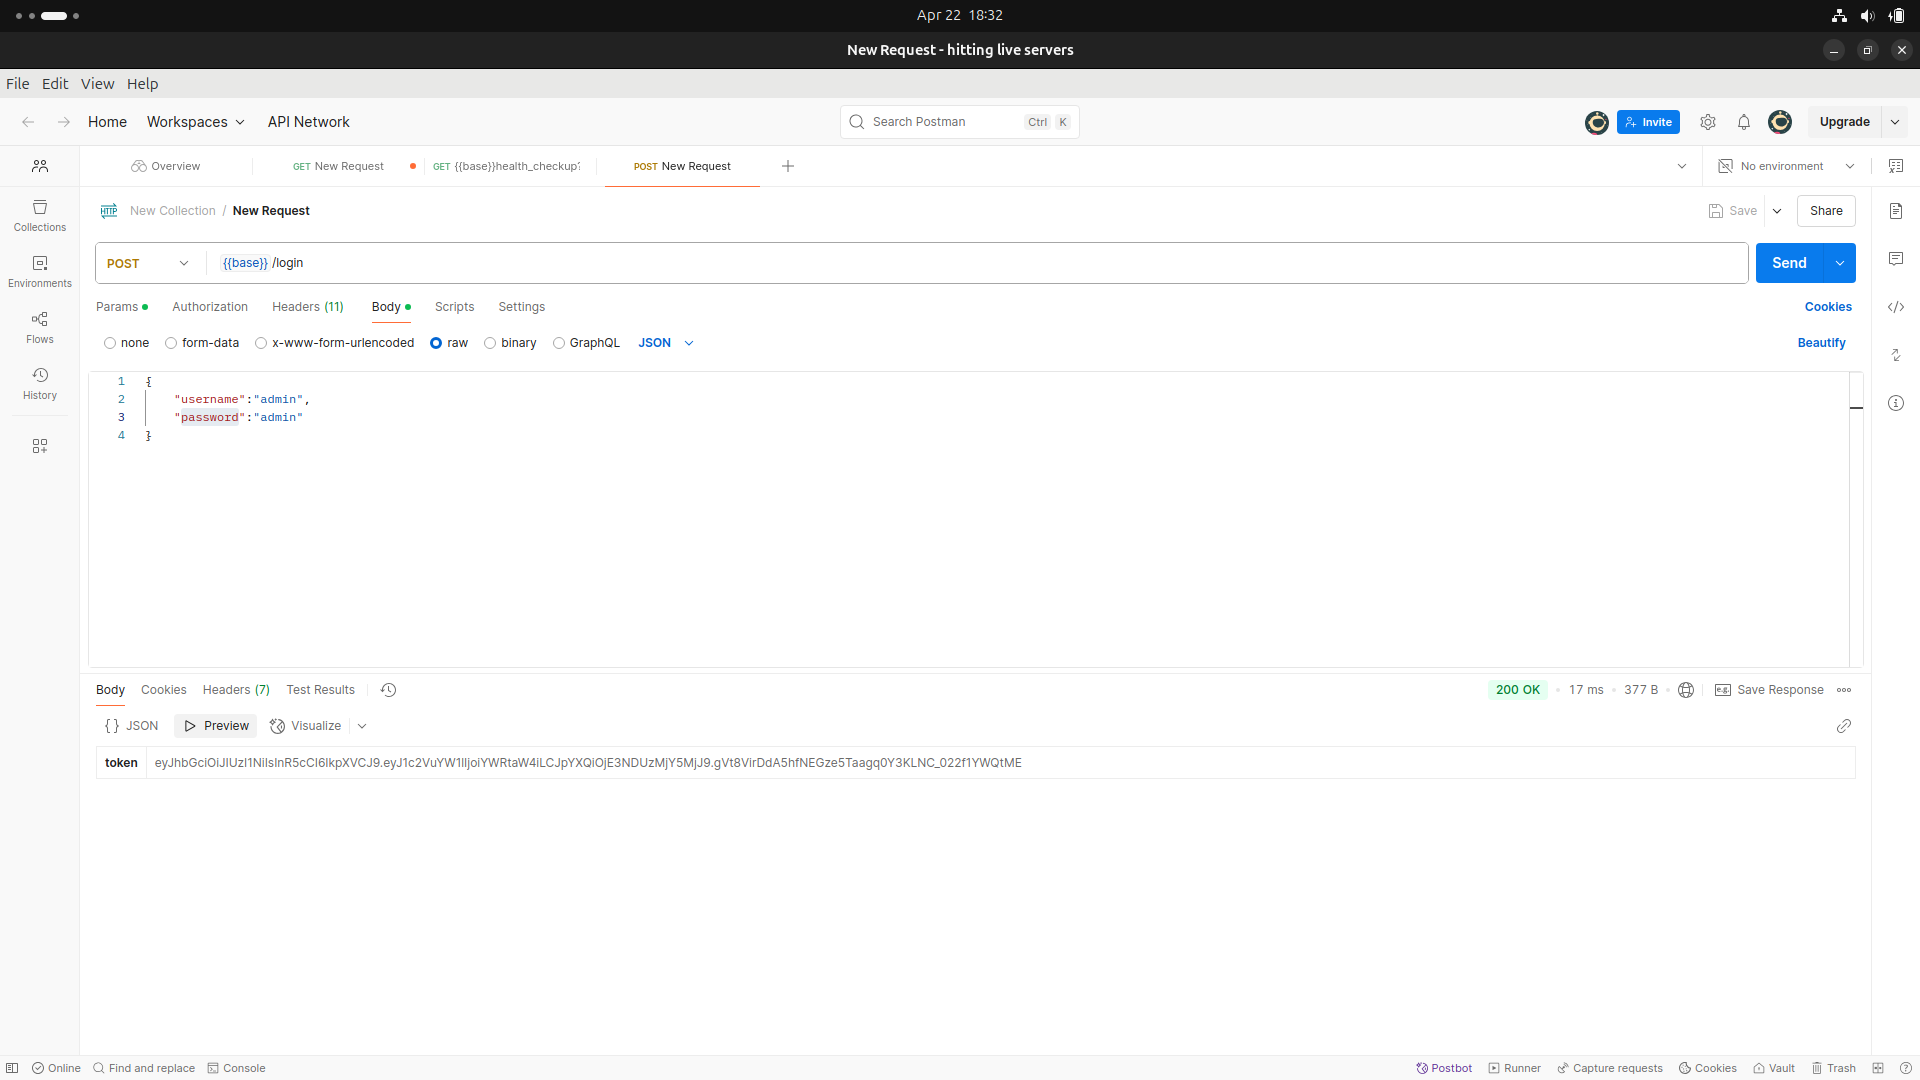 Apr 22 18:32
New Request - hitting live servers
File Edit View Help
Home Workspaces API Network
Search Postman Ctrl K
Invite
Upgrade
Overview
GET New Request
GET {{base}}health_checkup?
POST New Request
No environment
Collections
Environments
Flows
History
New Collection / New Request
Save
Share
POST
{{base}} /login
Send
Params Authorization Headers (11) Body Scripts Settings
Cookies
none form-data x-www-form-urlencoded raw binary GraphQL JSON
Beautify
1 {
2 "username":"admin",
3 "password":"admin"
4 }
Body Cookies Headers (7) Test Results
200 OK 17 ms 377 B
e.g. Save Response
{} JSON Preview Visualize
token eyJhbGciOiJIUzI1NiIsInR5cCI6IkpXVCJ9.eyJ1c2VuYW1lIjoiYWRtaW4iLCJpYXQiOjE3NDUzMjY5MjJ9.gVt8VirDdA5hfNEGze5Taagq0Y3KLNC_022f1YWQtME
Online Find and replace Console
Postbot Runner Capture requests Cookies Vault Trash